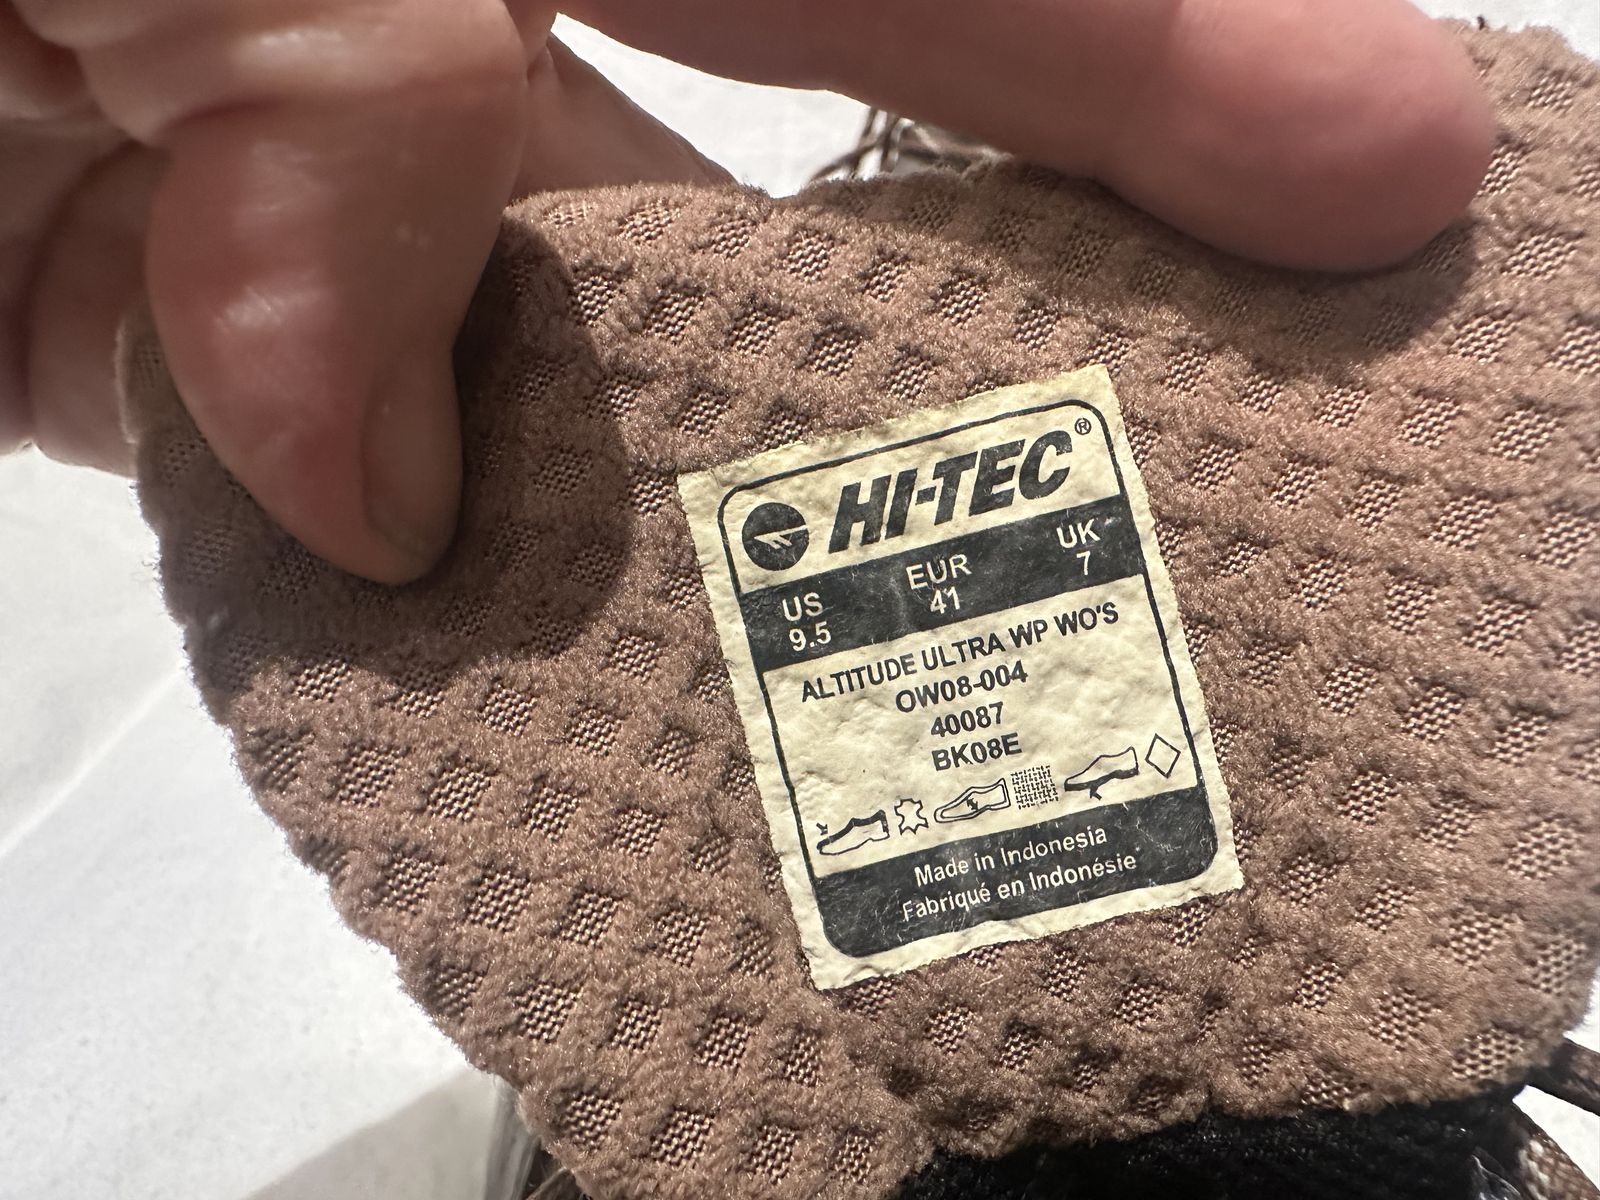 HI-TEC®
US EUR UK
9.5 41 7
ALTITUDE ULTRA WP WO'S
OW08-004
40087
BK08E
Made in Indonesia
Fabriqué en Indonésie